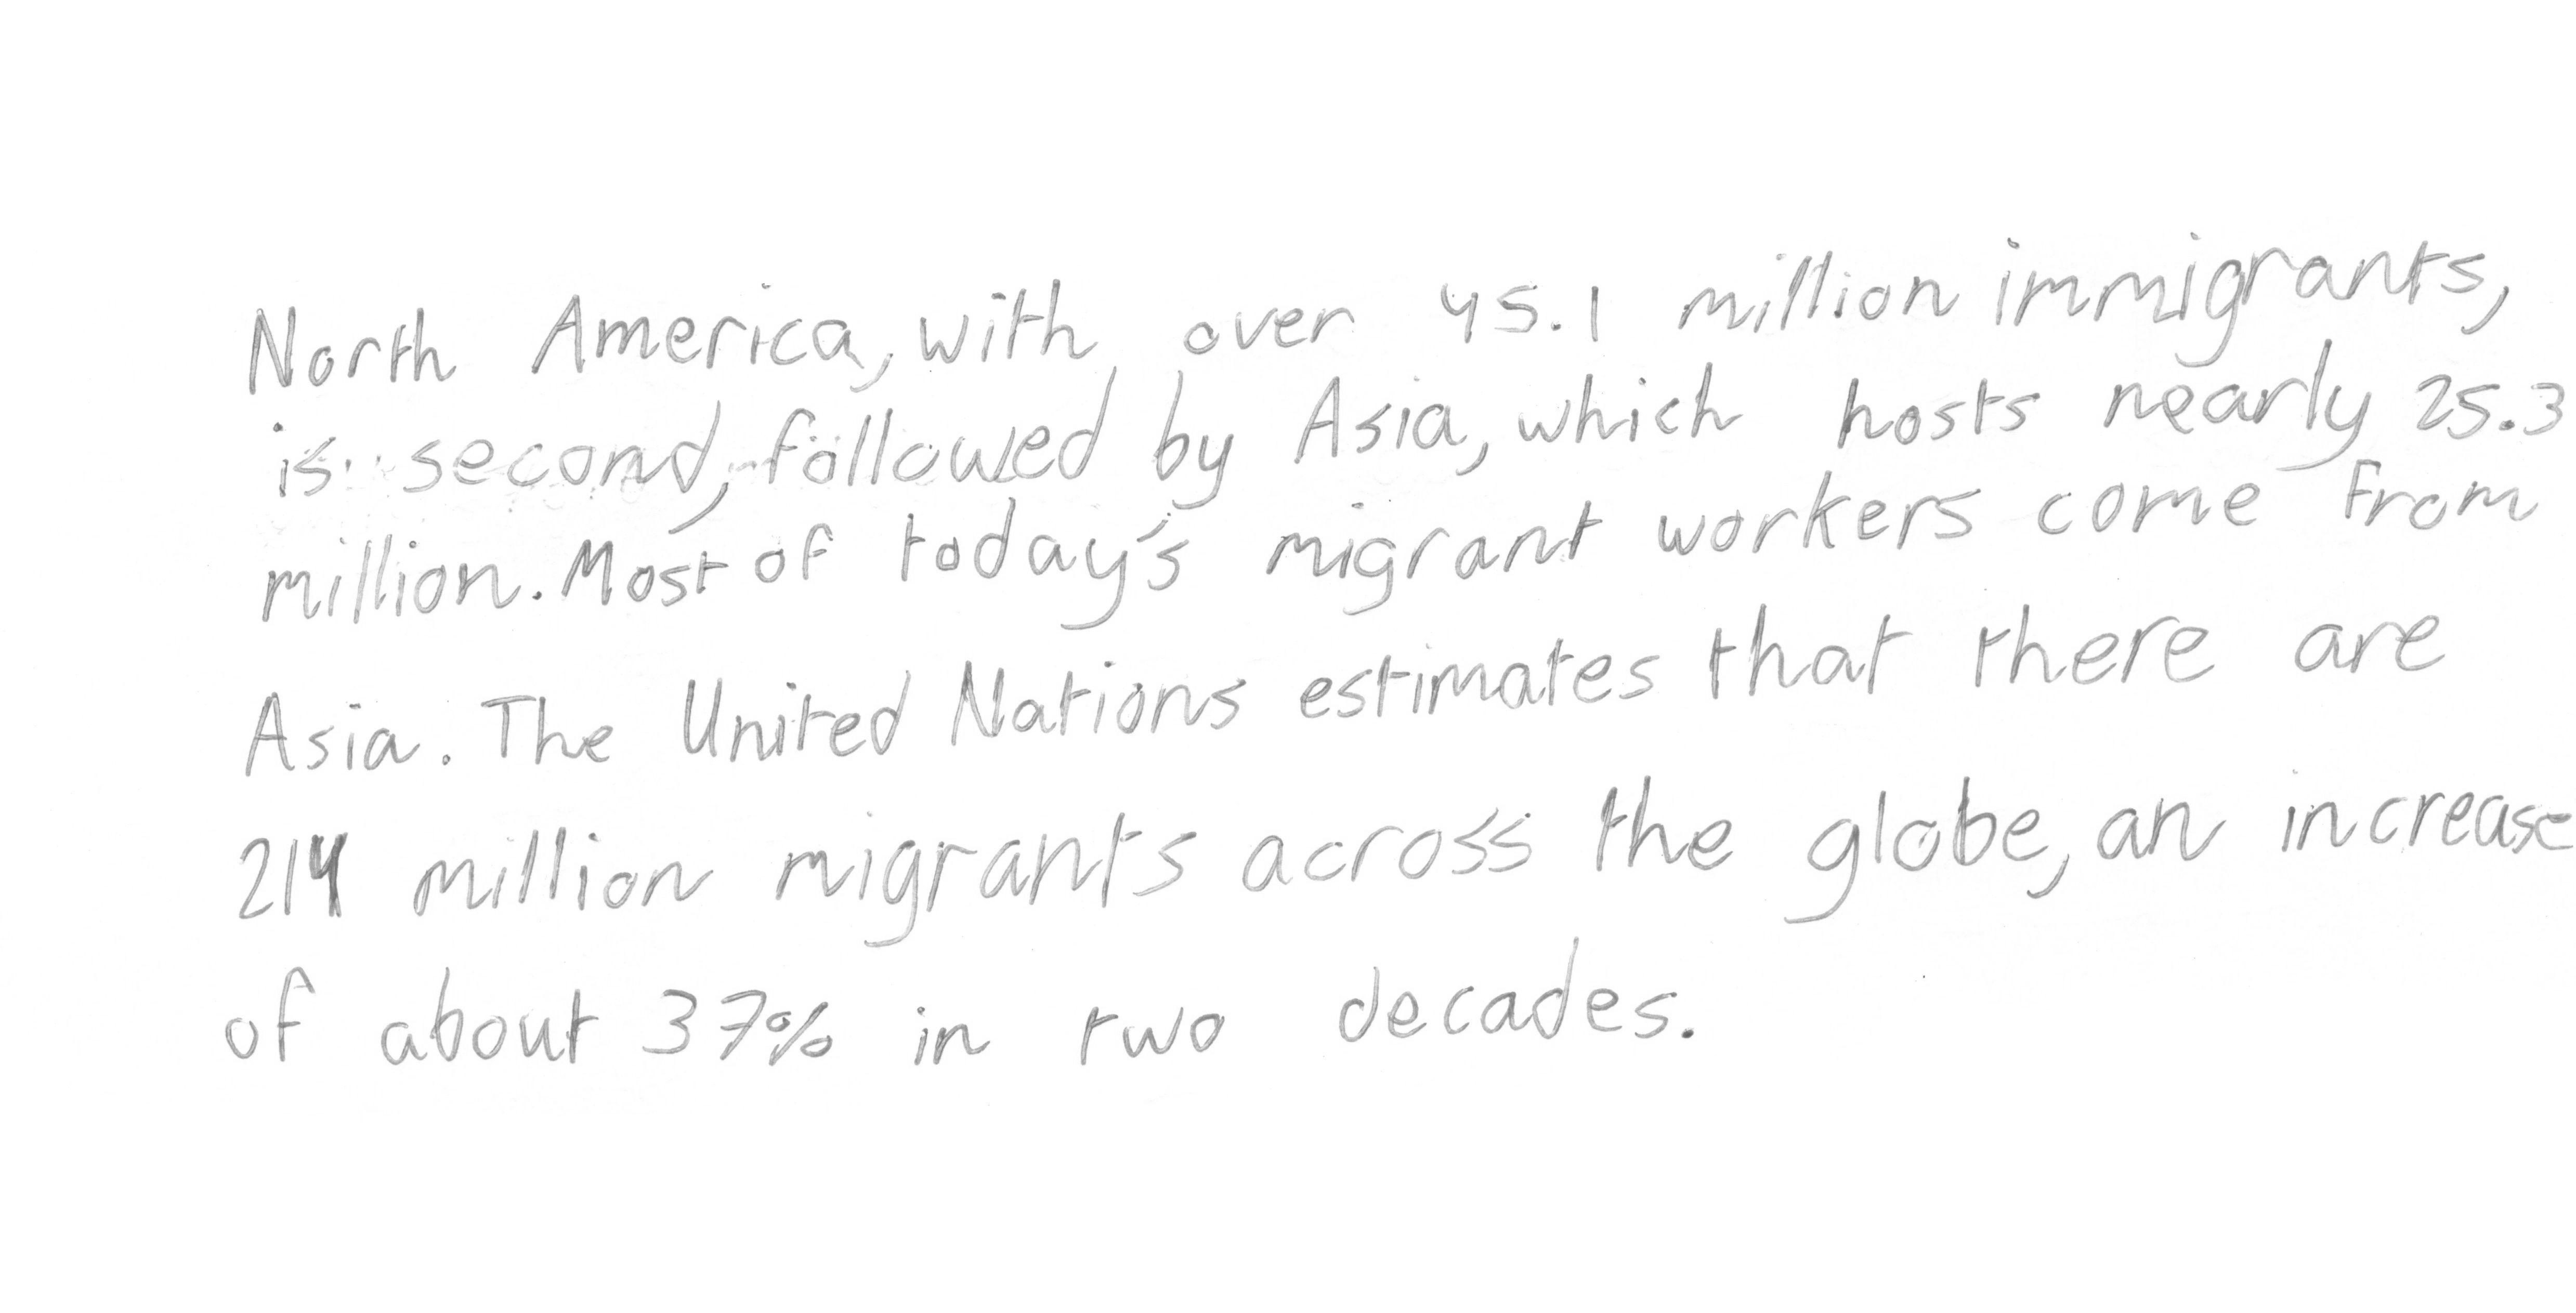 North America, with over 45.1 million immigrants,
is second, followed by Asia, which hosts nearly 25.3
million. Most of today's migrant workers come from
Asia. The United Nations estimates that there are
214 million migrants across the globe, an increase
of about 37% in two decades.